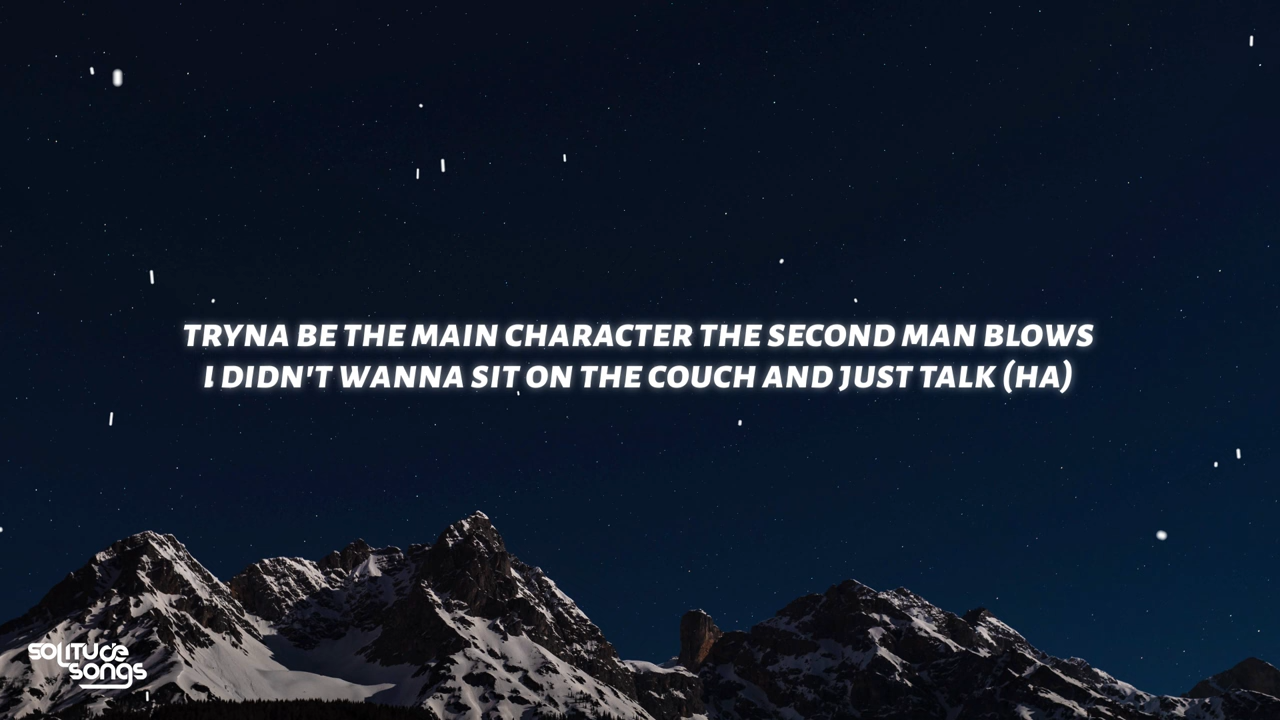 TRYNA BE THE MAIN CHARACTER THE SECOND MAN BLOWS
I DIDN'T WANNA SIT ON THE COUCH AND JUST TALK (HA)
SOLITUDE
SONGS